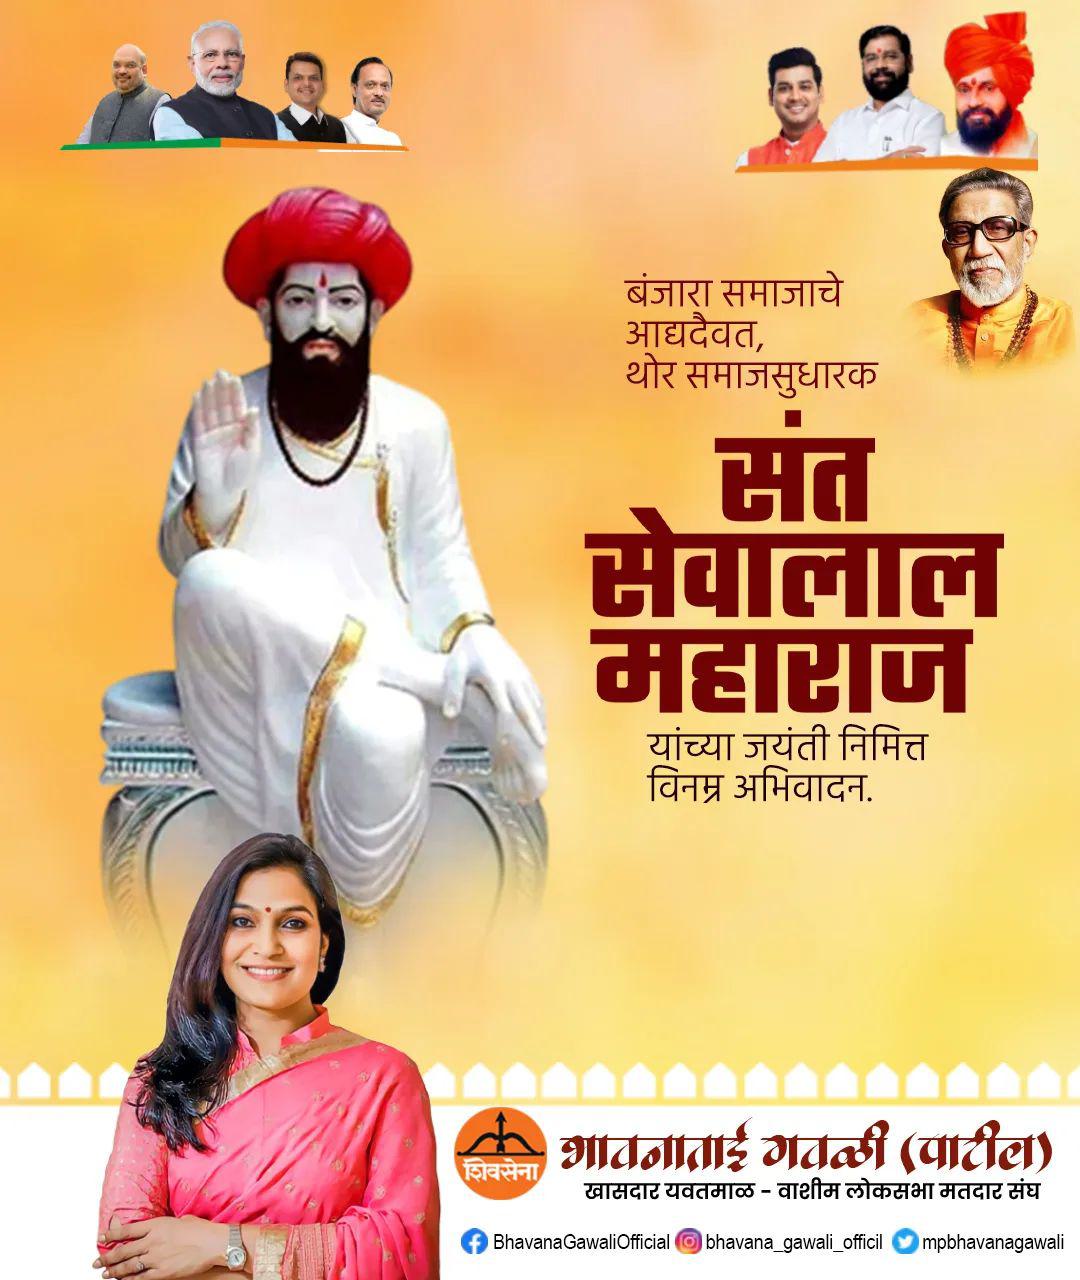 बंजारा समाजाचे
आद्यदैवत,
थोर समाजसुधारक
संत
सेवालाल
महाराज
यांच्या जयंती निमित्त
विनम्र अभिवादन.
शिवसेना
भावनाताई गवळी (पाटील)
खासदार यवतमाळ - वाशीम लोकसभा मतदार संघ
BhavanaGawaliOfficial bhavana_gawali_officil mpbhavanagawali